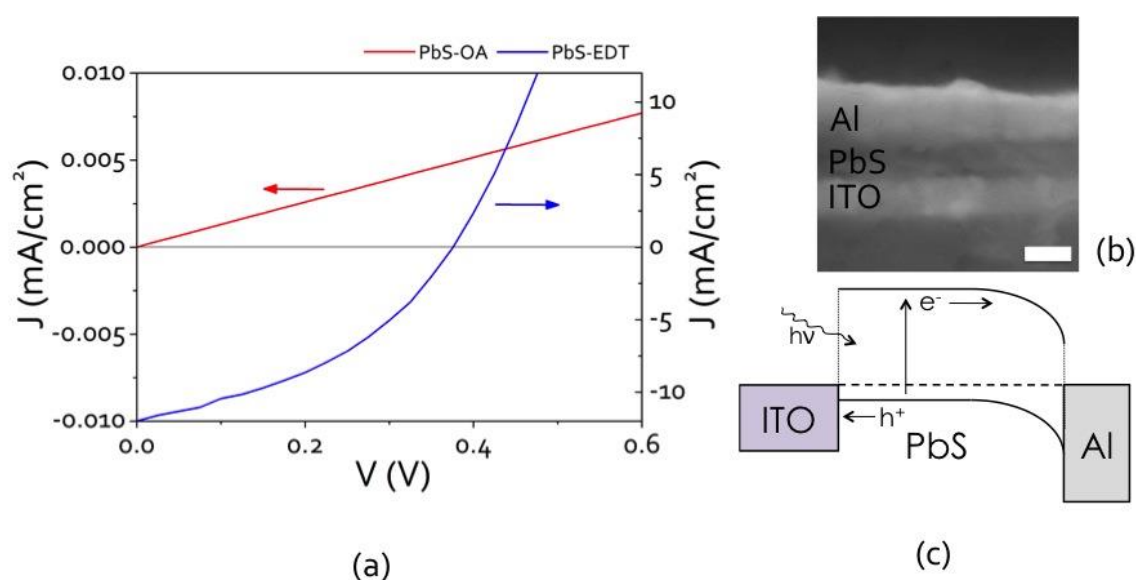 PbS-OA PbS-EDT
0.010
0.005
0.000
-0.005
-0.010
J (mA/cm²)
10
5
0
-5
-10
J (mA/cm²)
0.0 0.2 0.4 0.6
V (V)
(a)
Al
PbS
ITO
(b)
hν
e⁻
ITO
h⁺
PbS
Al
(c)